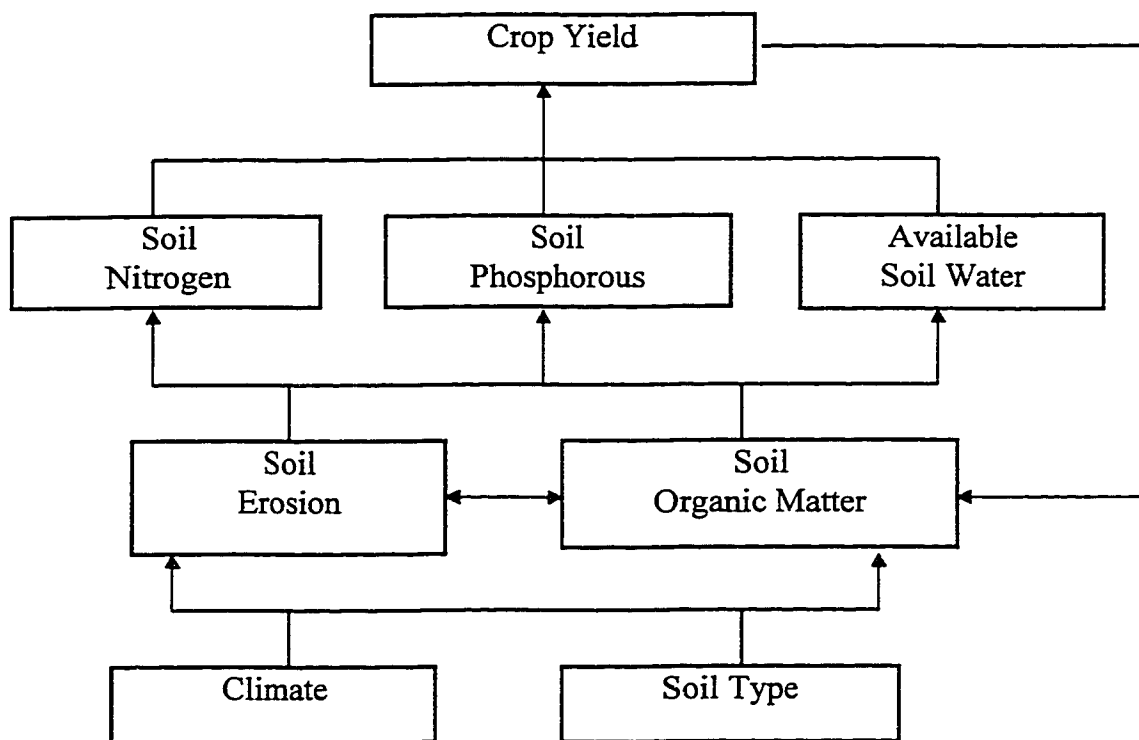 Crop Yield
Soil
Nitrogen
Soil
Phosphorous
Available
Soil Water
Soil
Erosion
Soil
Organic Matter
Climate
Soil Type